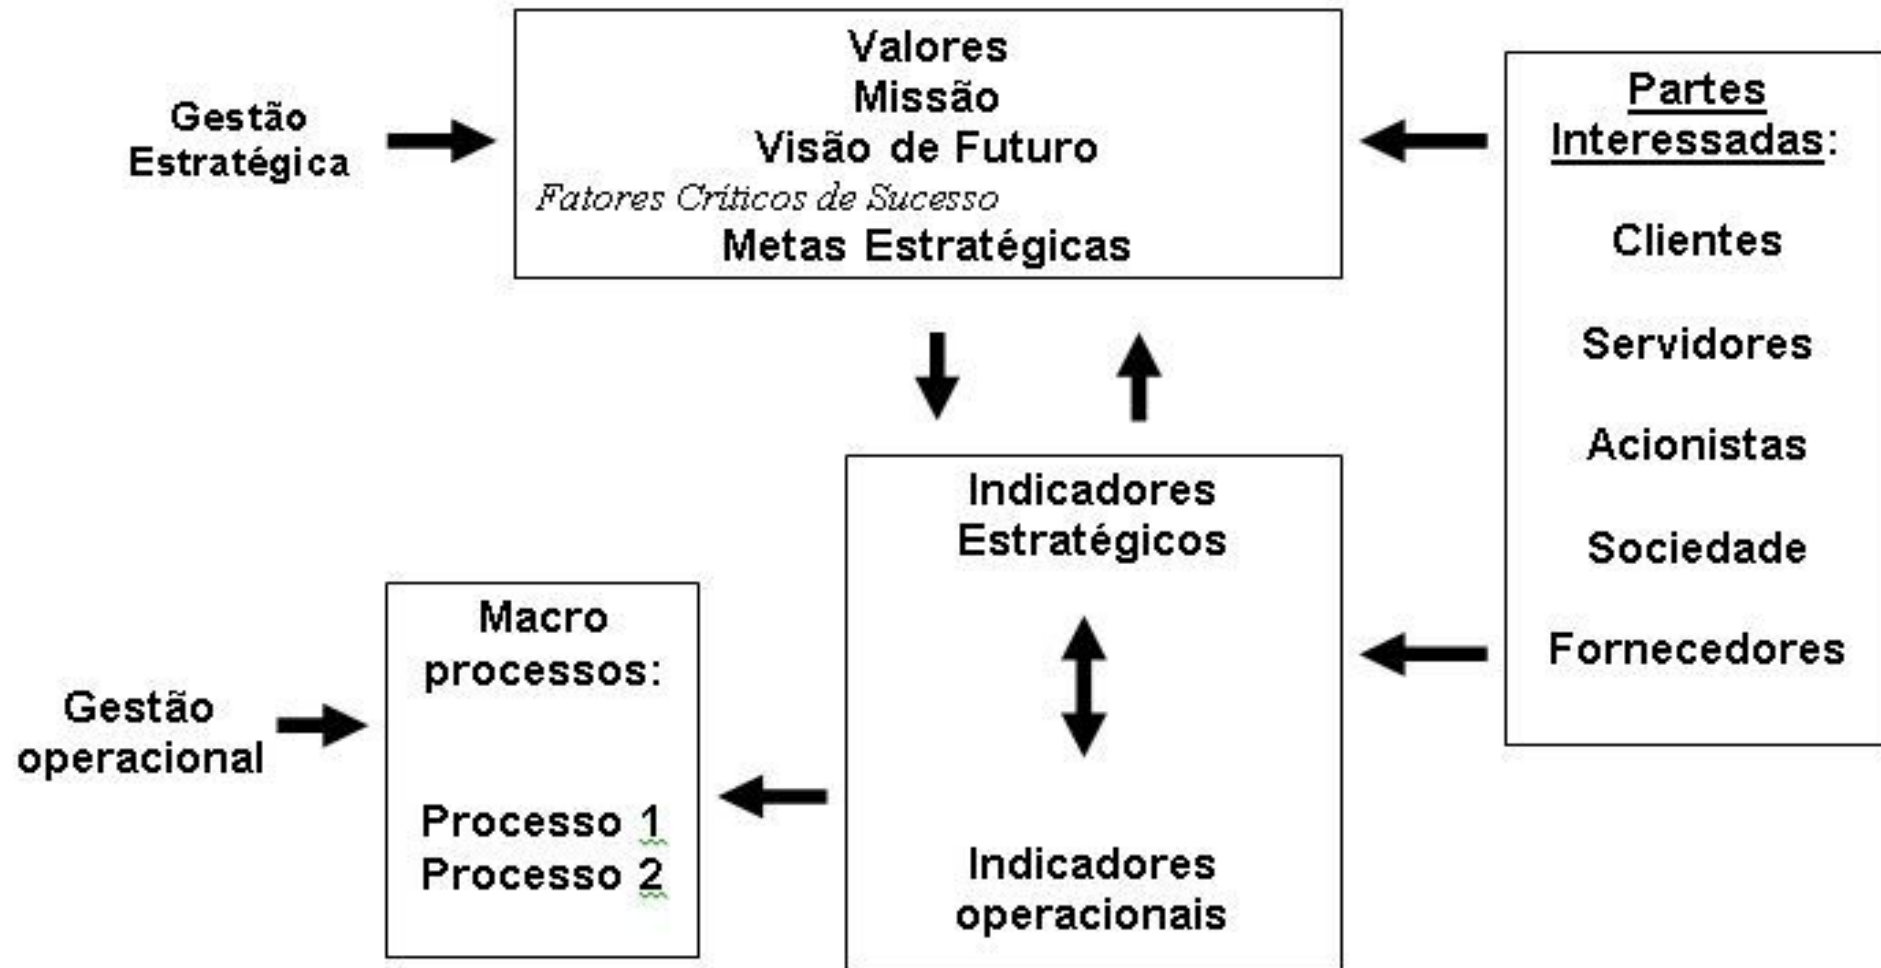 Gestão
Estratégica
Valores
Missão
Visão de Futuro
Fatores Críticos de Sucesso
Metas Estratégicas
Partes
Interessadas:
Clientes
Servidores
Acionistas
Sociedade
Fornecedores
Indicadores
Estratégicos
Indicadores
operacionais
Gestão
operacional
Macro
processos:
Processo 1
Processo 2